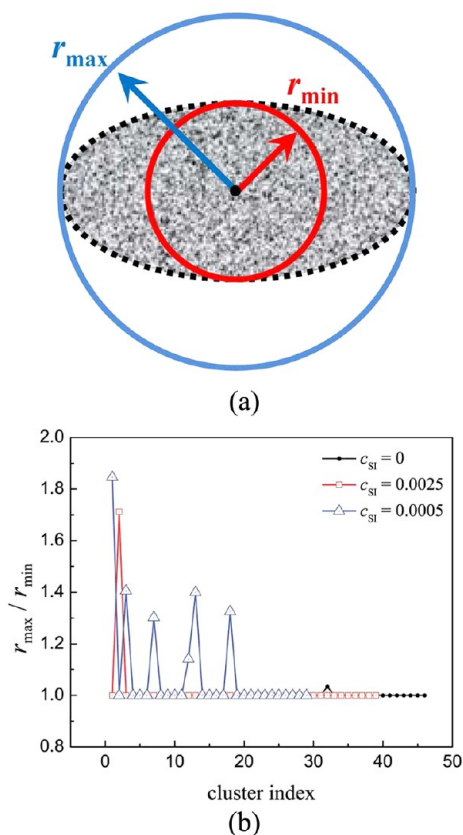 r_max
r_min
(a)
2.0
1.8
1.6
1.4
1.2
1.0
0.8
r_max / r_min
c_SI = 0
c_SI = 0.0025
c_SI = 0.0005
0 10 20 30 40 50
cluster index
(b)